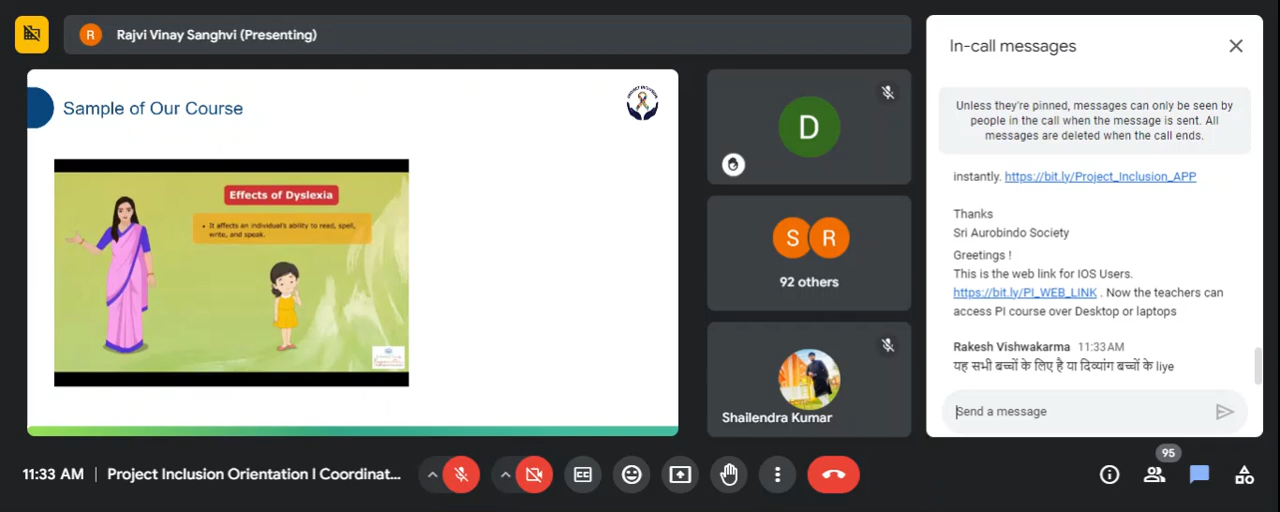 R
Rajvi Vinay Sanghvi (Presenting)
Sample of Our Course
PROJECT INCLUSION
Effects of Dyslexia
• It affects an individual's ability to read, spell,
write, and speak.
D
S R
92 others
Shailendra Kumar
In-call messages
Unless they're pinned, messages can only be seen by
people in the call when the message is sent. All
messages are deleted when the call ends.
instantly. https://bit.ly/Project_Inclusion_APP
Thanks
Sri Aurobindo Society
Greetings !
This is the web link for IOS Users.
https://bit.ly/PI_WEB_LINK . Now the teachers can
access PI course over Desktop or laptops
Rakesh Vishwakarma 11:33 AM
यह सभी बच्चों के लिए है या दिव्यांग बच्चों के liye
Send a message
11:33 AM | Project Inclusion Orientation I Coordinat...
95